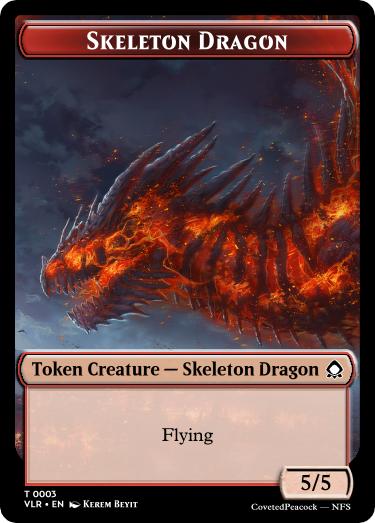 Skeleton Dragon
Token Creature — Skeleton Dragon
Flying
5/5
T 0003
VLR • EN Kerem Beyit
CovetedPeacock — NFS